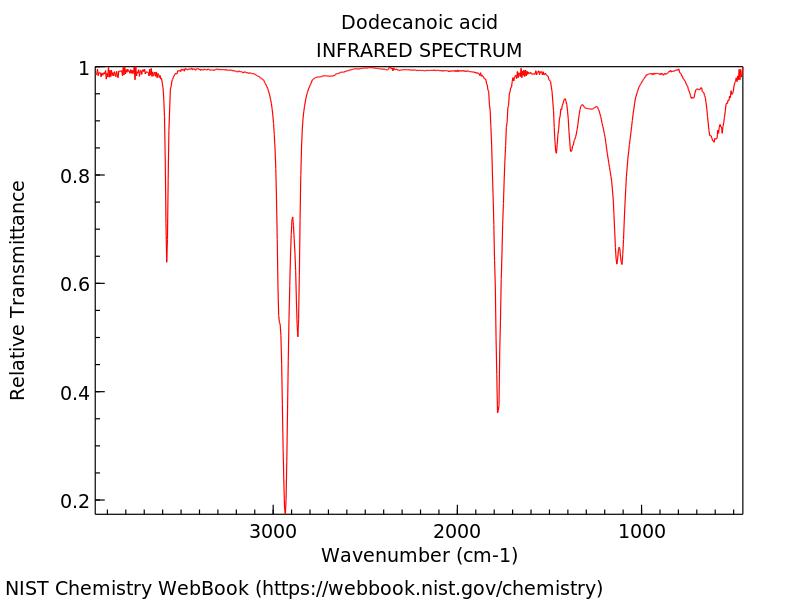 Dodecanoic acid
INFRARED SPECTRUM
1
0.8
0.6
0.4
0.2
Relative Transmittance
3000 2000 1000
Wavenumber (cm-1)
NIST Chemistry WebBook (https://webbook.nist.gov/chemistry)